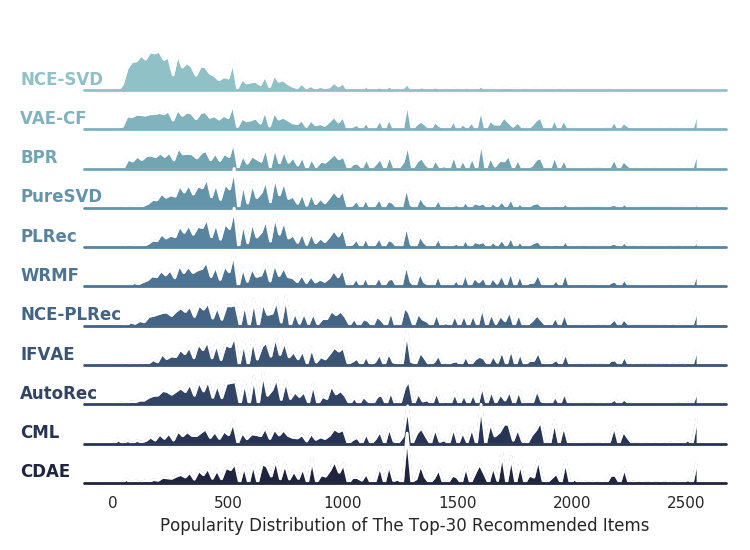 NCE-SVD
VAE-CF
BPR
PureSVD
PLRec
WRMF
NCE-PLRec
IFVAE
AutoRec
CML
CDAE
0 500 1000 1500 2000 2500
Popularity Distribution of The Top-30 Recommended Items